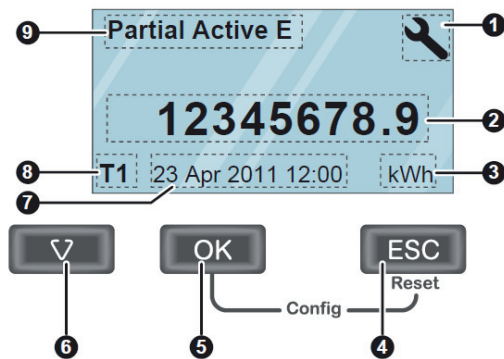 9 Partial Active E 1
12345678.9 2
8 T1 23 Apr 2011 12:00 kWh 3
7
▽ OK ESC
Reset
Config
6 5 4